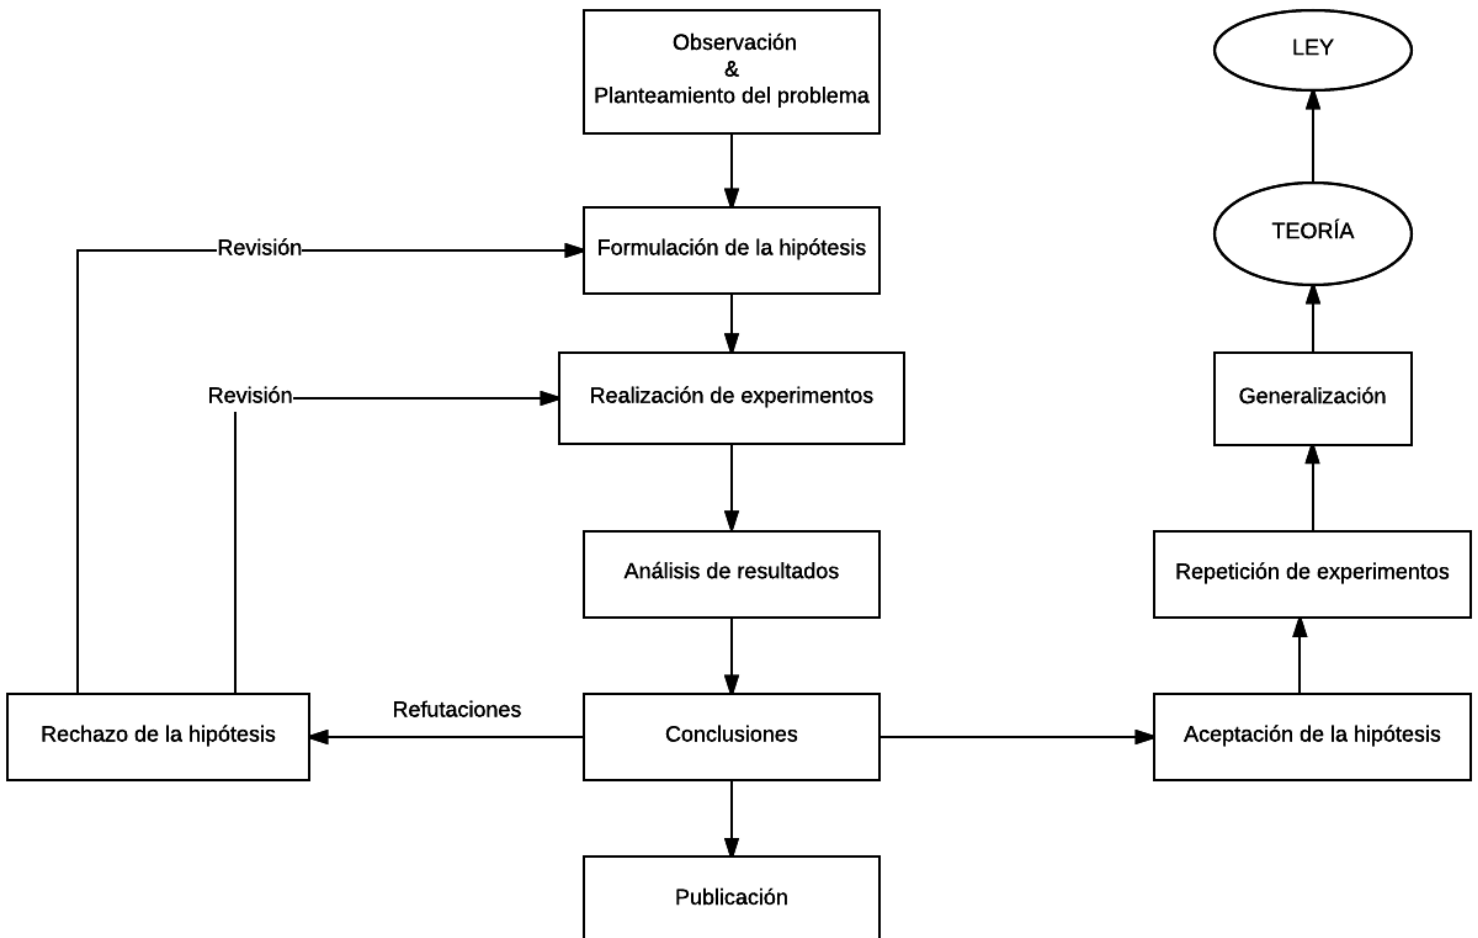 Observación
&
Planteamiento del problema
LEY
TEORÍA
Revisión
Formulación de la hipótesis
Revisión
Realización de experimentos
Generalización
Análisis de resultados
Repetición de experimentos
Refutaciones
Rechazo de la hipótesis
Conclusiones
Aceptación de la hipótesis
Publicación